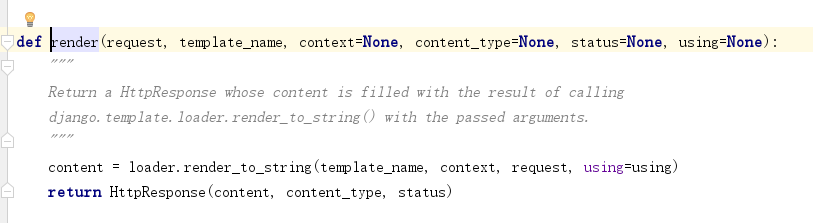 def render(request, template_name, context=None, content_type=None, status=None, using=None):
"""
Return a HttpResponse whose content is filled with the result of calling
django.template.loader.render_to_string() with the passed arguments.
"""
content = loader.render_to_string(template_name, context, request, using=using)
return HttpResponse(content, content_type, status)